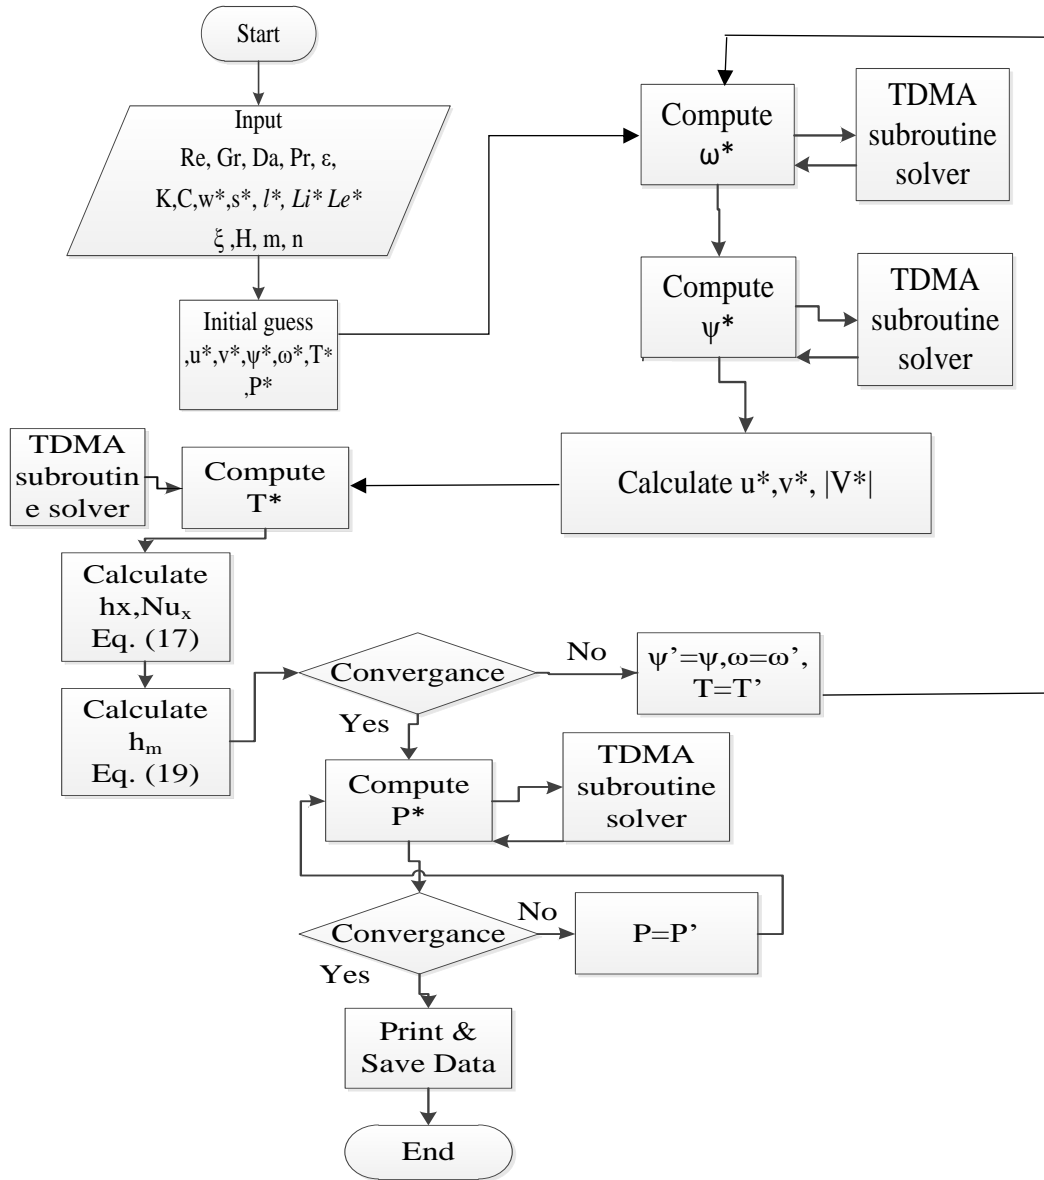 Start
Input
Re, Gr, Da, Pr, ε,
K,C,w*,s*, l*, Li* Le*
ξ ,H, m, n
Initial guess
,u*,v*,ψ*,ω*,T*
,P*
Compute
ω*
TDMA
subroutine
solver
Compute
ψ*
TDMA
subroutine
solver
Calculate u*,v*, |V*|
TDMA
subroutin
e solver
Compute
T*
Calculate
hx,Nux
Eq. (17)
Calculate
hm
Eq. (19)
Convergance
No
ψ’=ψ,ω=ω’,
T=T’
Yes
Compute
P*
TDMA
subroutine
solver
Convergance
No
P=P’
Yes
Print &
Save Data
End